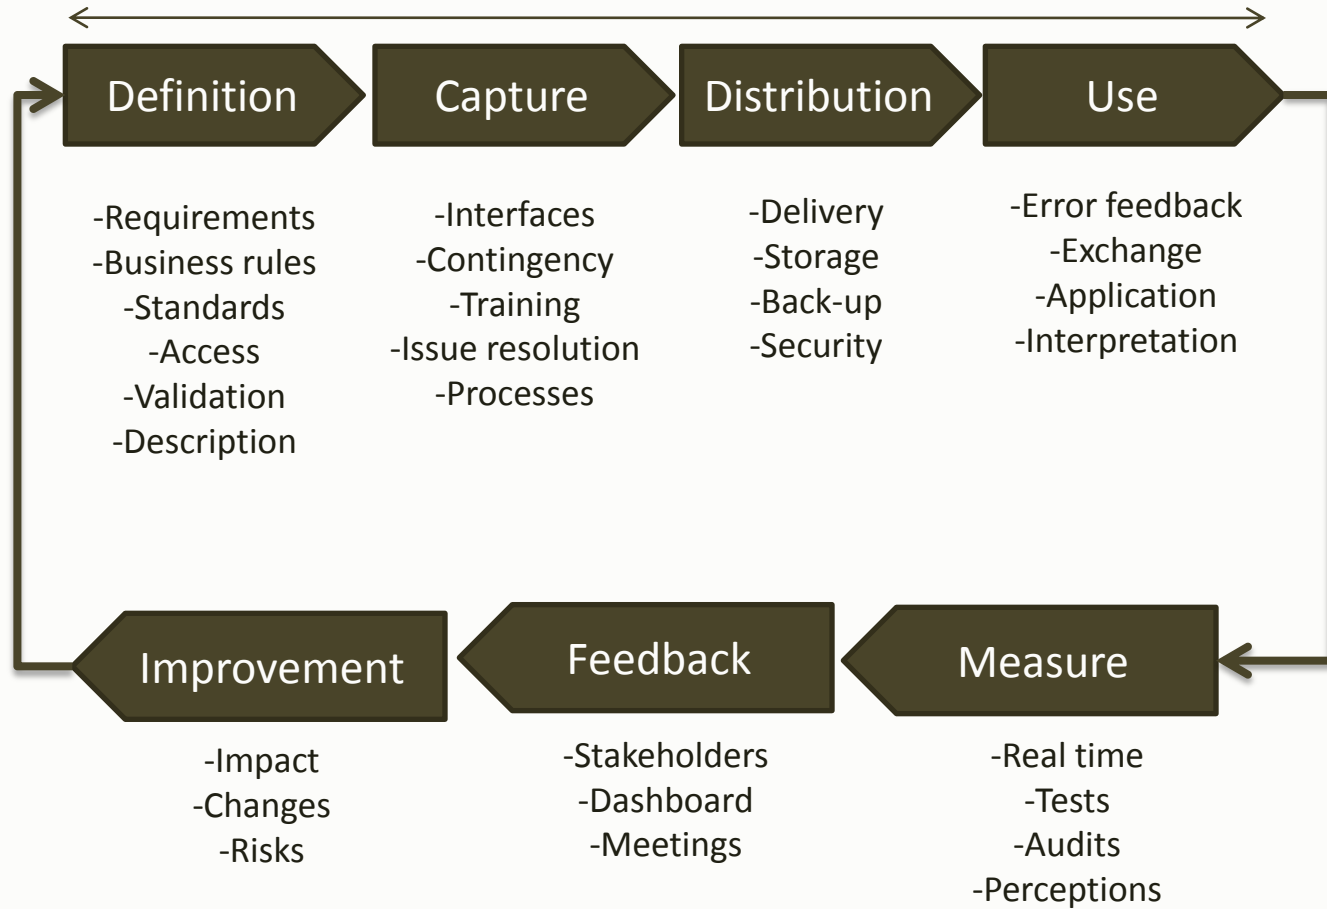 Definition
Capture
Distribution
Use
-Requirements
-Business rules
-Standards
-Access
-Validation
-Description
-Interfaces
-Contingency
-Training
-Issue resolution
-Processes
-Delivery
-Storage
-Back-up
-Security
-Error feedback
-Exchange
-Application
-Interpretation
Improvement
Feedback
Measure
-Impact
-Changes
-Risks
-Stakeholders
-Dashboard
-Meetings
-Real time
-Tests
-Audits
-Perceptions